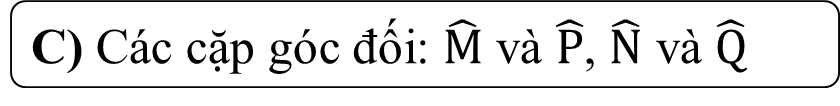 C) Các cặp góc đối: M̂ và P̂, N̂ và Q̂